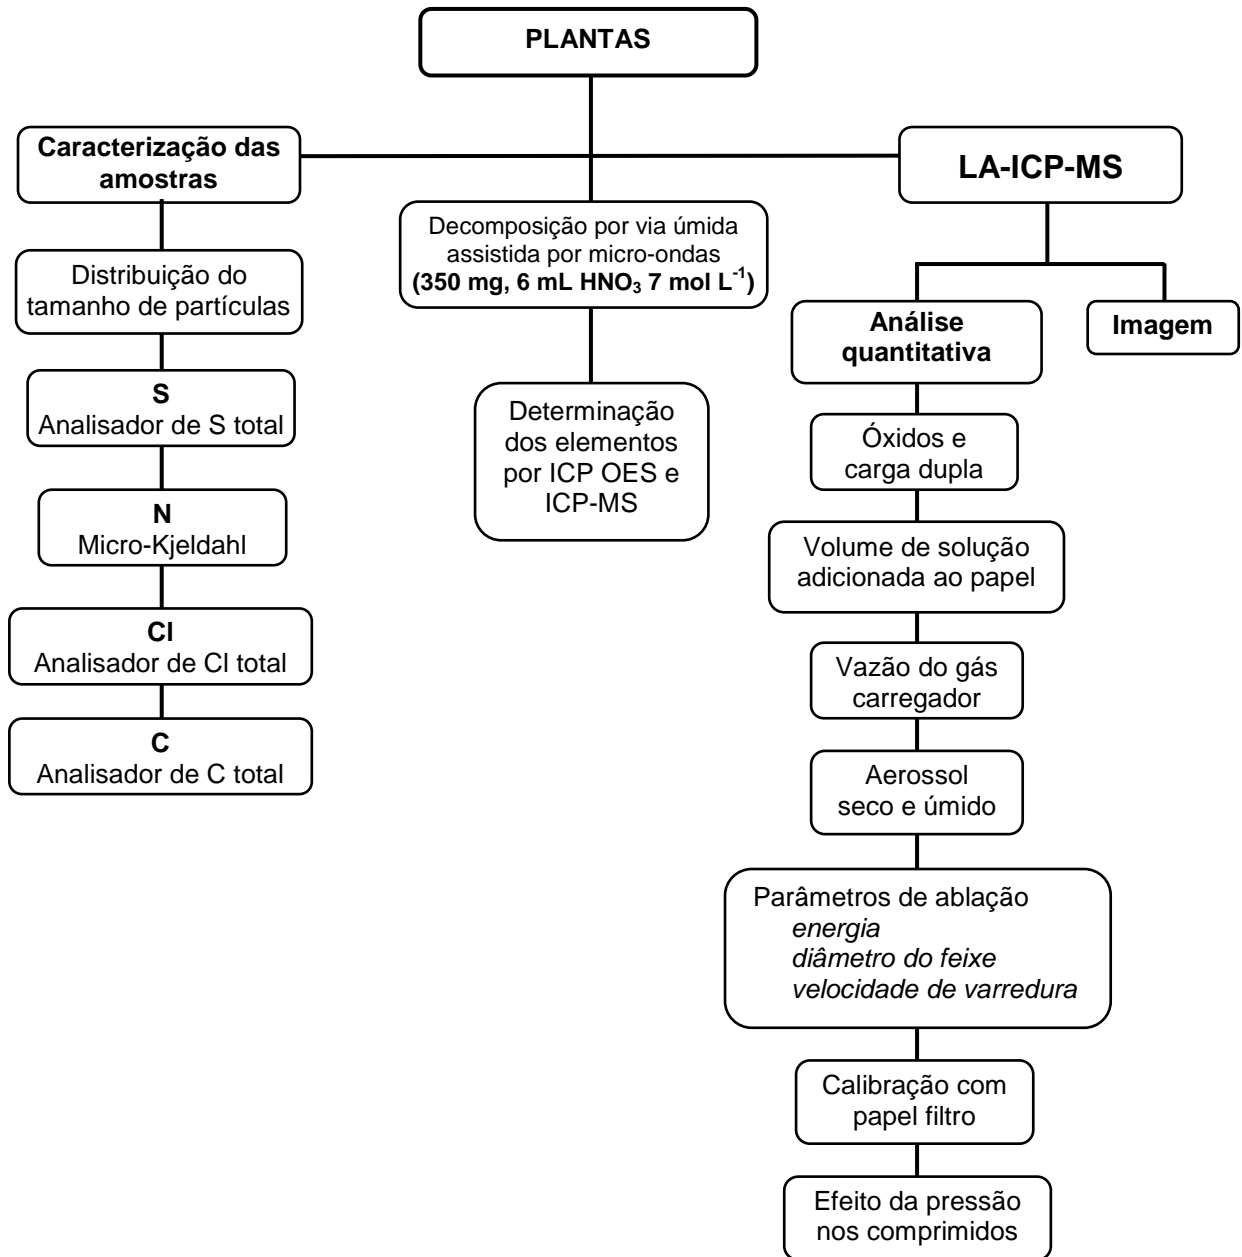 PLANTAS
Caracterização das
amostras
Distribuição do
tamanho de partículas
S
Analisador de S total
N
Micro-Kjeldahl
Cl
Analisador de Cl total
C
Analisador de C total
Decomposição por via úmida
assistida por micro-ondas
(350 mg, 6 mL HNO₃ 7 mol L⁻¹)
Determinação
dos elementos
por ICP OES e
ICP-MS
LA-ICP-MS
Análise
quantitativa
Imagem
Óxidos e
carga dupla
Volume de solução
adicionada ao papel
Vazão do gás
carregador
Aerossol
seco e úmido
Parâmetros de ablação
energia
diâmetro do feixe
velocidade de varredura
Calibração com
papel filtro
Efeito da pressão
nos comprimidos